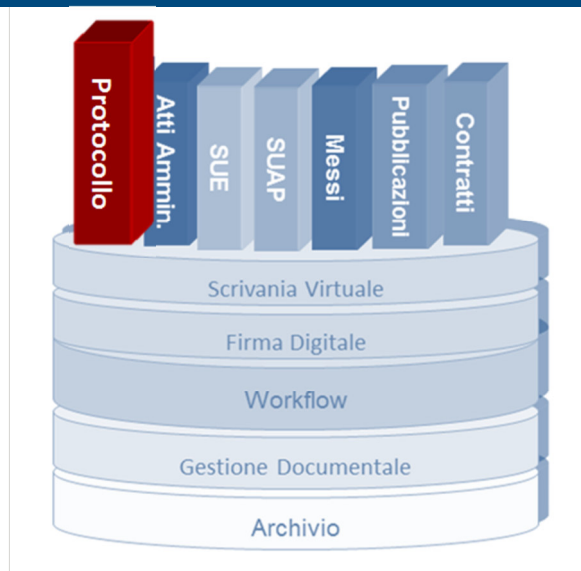 Protocollo
Atti Ammin.
SUE
SUAP
Messi
Pubblicazioni
Contratti
Scrivania Virtuale
Firma Digitale
Workflow
Gestione Documentale
Archivio